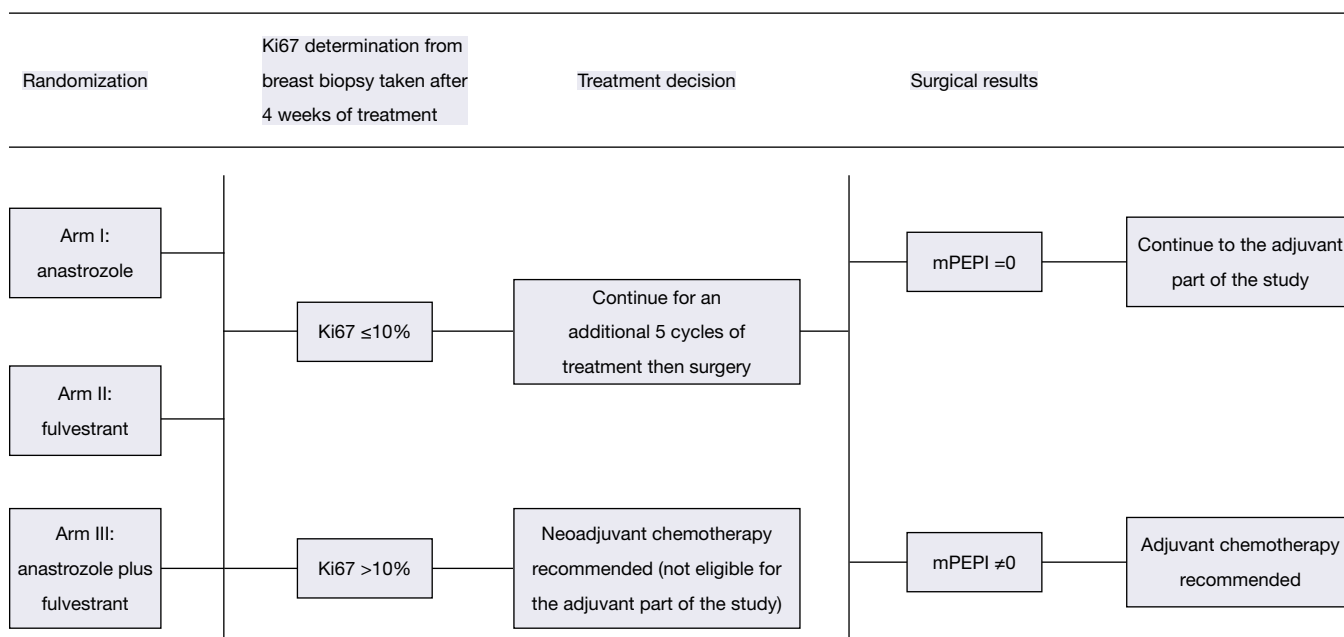 Randomization
Ki67 determination from
breast biopsy taken after
4 weeks of treatment
Treatment decision
Surgical results
Arm I:
anastrozole
Arm II:
fulvestrant
Arm III:
anastrozole plus
fulvestrant
Ki67 ≤10%
Ki67 >10%
Continue for an
additional 5 cycles of
treatment then surgery
Neoadjuvant chemotherapy
recommended (not eligible for
the adjuvant part of the study)
mPEPI =0
mPEPI ≠0
Continue to the adjuvant
part of the study
Adjuvant chemotherapy
recommended